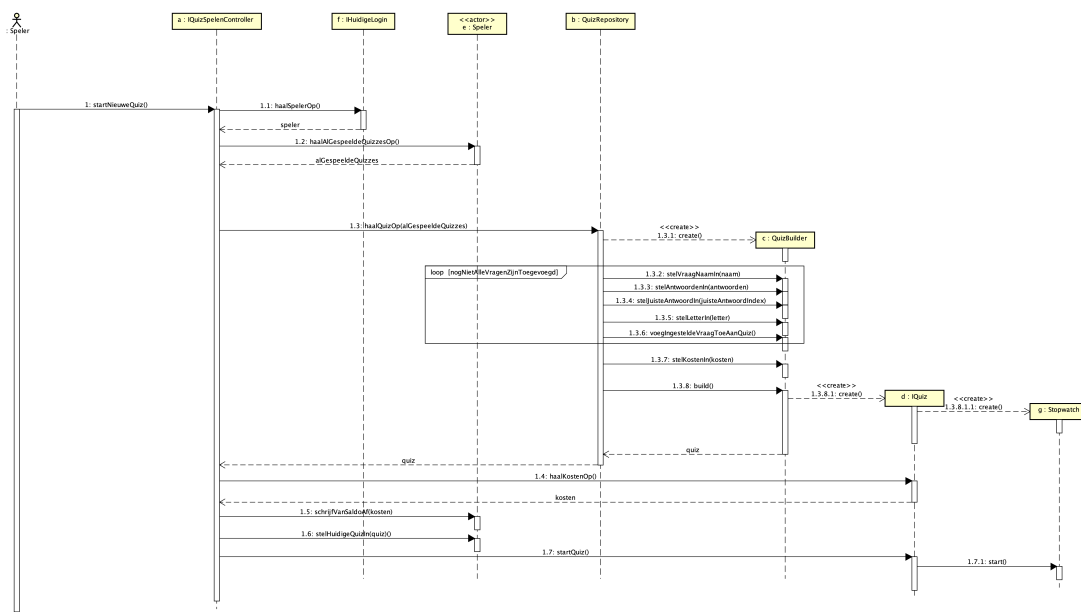 : Speler
a : IQuizSpelenController
f : IHuidigeLogin
<<actor>>
e : Speler
b : QuizRepository
1: startNieuweQuiz()
1.1: haalSpelerOp()
speler
1.2: haalAlGespeeldeQuizzesOp()
alGespeeldeQuizzes
1.3: haalQuizOp(alGespeeldeQuizzes)
<<create>>
1.3.1: create()
c : QuizBuilder
loop [nogNietAlleVragenZijnToegevoegd]
1.3.2: stelVraagNaamIn(naam)
1.3.3: stelAntwoordenIn(antwoorden)
1.3.4: stelJuisteAntwoordIn(juisteAntwoordIndex)
1.3.5: stelLetterIn(letter)
1.3.6: voegIngesteldeVraagToeAanQuiz()
1.3.7: stelKostenIn(kosten)
1.3.8: build()
<<create>>
1.3.8.1: create()
d : IQuiz
<<create>>
1.3.8.1.1: create()
g : Stopwatch
quiz
quiz
1.4: haalKostenOp()
kosten
1.5: schrijfVanSaldoAf(kosten)
1.6: stelHuidigeQuizIn(quiz)()
1.7: startQuiz()
1.7.1: start()